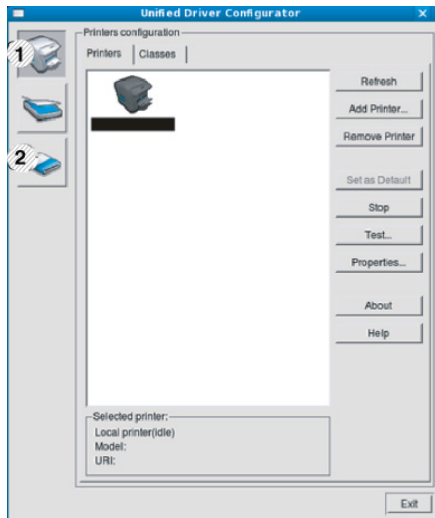 Unified Driver Configurator
Printers configuration
1
Printers
Classes
Refresh
Add Printer...
Remove Printer
2
Set as Default
Stop
Test...
Properties...
About
Help
Selected printer:
Local printer(idle)
Model:
URI:
Exit